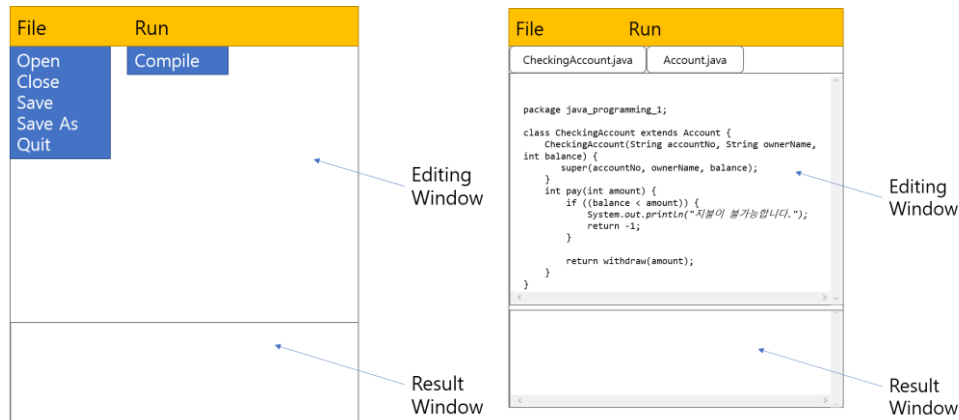 File Run
Open
Close
Save
Save As
Quit
Compile
Editing
Window
Result
Window
File Run
CheckingAccount.java Account.java
package java_programming_1;
class CheckingAccount extends Account {
CheckingAccount(String accountNo, String ownerName,
int balance) {
super(accountNo, ownerName, balance);
}
int pay(int amount) {
if ((balance < amount)) {
System.out.println("지불이 불가능합니다.");
return -1;
}
return withdraw(amount);
}
}
Editing
Window
Result
Window